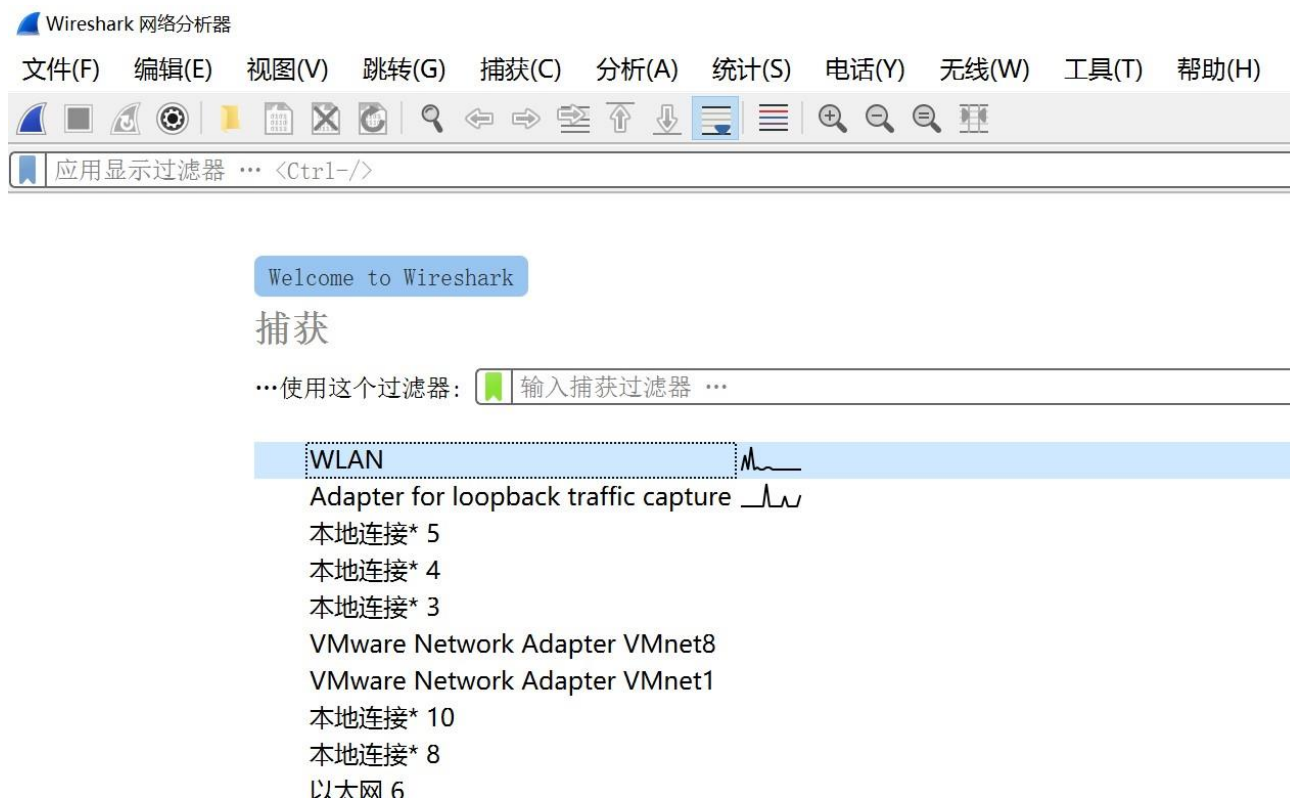 Wireshark 网络分析器
文件(F) 编辑(E) 视图(V) 跳转(G) 捕获(C) 分析(A) 统计(S) 电话(Y) 无线(W) 工具(T) 帮助(H)
应用显示过滤器 … <Ctrl-/>
Welcome to Wireshark
捕获
…使用这个过滤器: 输入捕获过滤器 …
WLAN
Adapter for loopback traffic capture
本地连接* 5
本地连接* 4
本地连接* 3
VMware Network Adapter VMnet8
VMware Network Adapter VMnet1
本地连接* 10
本地连接* 8
以太网 6